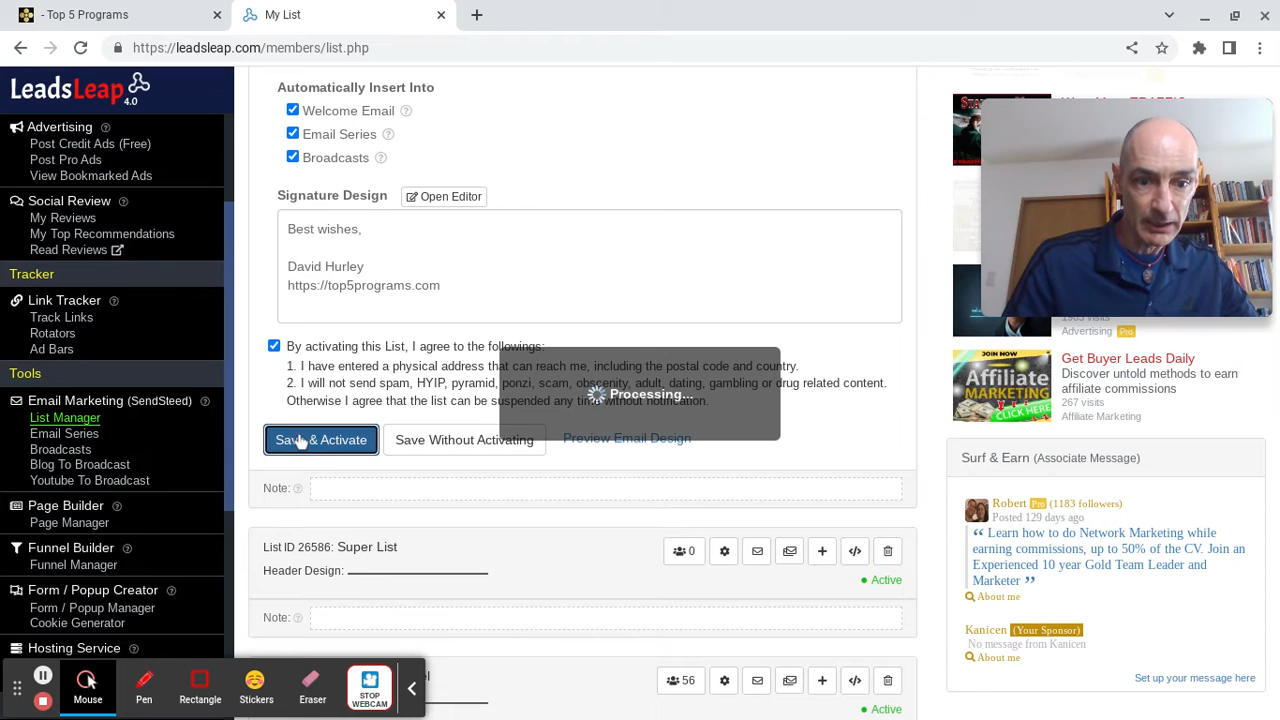 - Top 5 Programs
My List
https://leadsleap.com/members/list.php
LeadsLeap 4.0
Advertising
Post Credit Ads (Free)
Post Pro Ads
View Bookmarked Ads
Social Review
My Reviews
My Top Recommendations
Read Reviews
Tracker
Link Tracker
Track Links
Rotators
Ad Bars
Tools
Email Marketing (SendSteed)
List Manager
Email Series
Broadcasts
Blog To Broadcast
Youtube To Broadcast
Page Builder
Page Manager
Funnel Builder
Funnel Manager
Form / Popup Creator
Form / Popup Manager
Cookie Generator
Hosting Service
Automatically Insert Into
Welcome Email
Email Series
Broadcasts
Signature Design
Open Editor
Best wishes,
David Hurley
https://top5programs.com
By activating this List, I agree to the followings:
1. I have entered a physical address that can reach me, including the postal code and country.
2. I will not send spam, HYIP, pyramid, ponzi, scam, obscenity, adult, dating, gambling or drug related content.
Otherwise I agree that the list can be suspended any time without notification.
Processing...
Save & Activate
Save Without Activating
Preview Email Design
Note:
List ID 26586: Super List
0
Header Design:
Active
Note:
56
Active
Advertising Pro
JOIN NOW
Affiliate
MARKETING
CLICK HERE
Get Buyer Leads Daily
Discover untold methods to earn
affiliate commissions
267 visits
Affiliate Marketing
Surf & Earn (Associate Message)
Robert Pro (1183 followers)
Posted 129 days ago
“ Learn how to do Network Marketing while
earning commissions, up to 50% of the CV. Join an
Experienced 10 year Gold Team Leader and
Marketer ”
About me
Kanicen (Your Sponsor)
No message from Kanicen
About me
Set up your message here
Mouse
Pen
Rectangle
Stickers
Eraser
STOP
WEBCAM